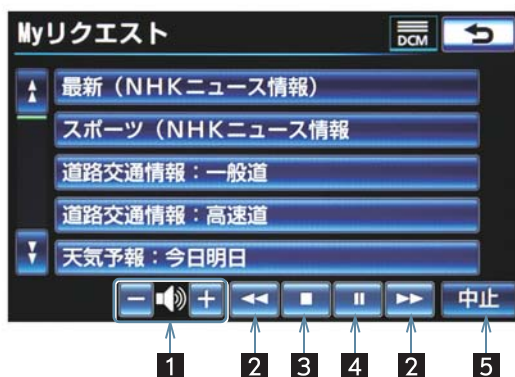 Myリクエスト DCM
最新（NHKニュース情報）
スポーツ（NHKニュース情報
道路交通情報：一般道
道路交通情報：高速道
天気予報：今日明日
− + 中止
1 2 3 4 2 5